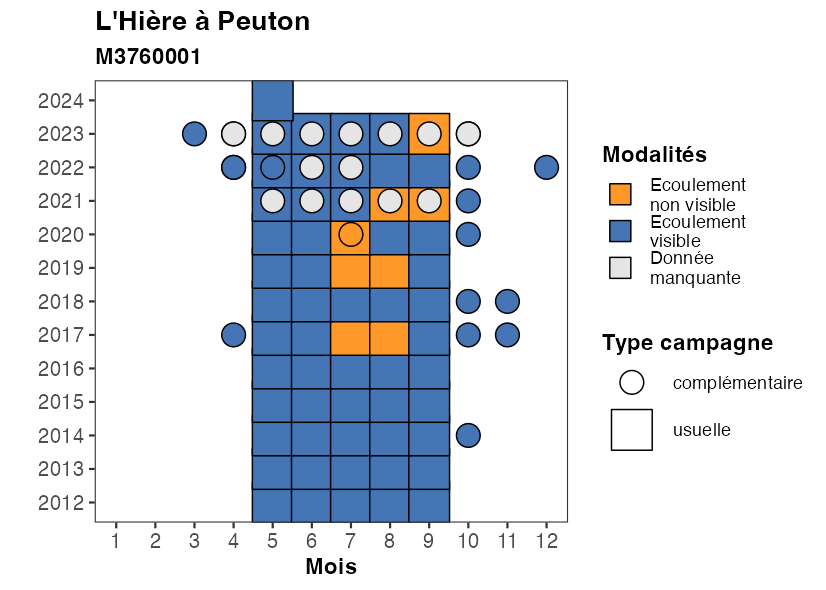 L'Hière à Peuton
M3760001
2024
2023
2022
2021
2020
2019
2018
2017
2016
2015
2014
2013
2012
1 2 3 4 5 6 7 8 9 10 11 12
Mois
Modalités
Ecoulement
non visible
Ecoulement
visible
Donnée
manquante
Type campagne
complémentaire
usuelle